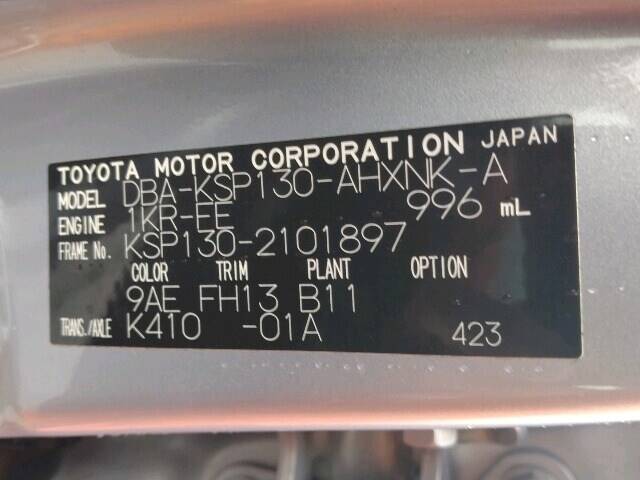 TOYOTA MOTOR CORPORATION JAPAN
MODEL DBA-KSP130-AHXNK-A
ENGINE 1KR-FE 996 mL
FRAME No. KSP130-2101897
COLOR TRIM PLANT OPTION
9AE FH13 B11
TRANS./AXLE K410 -01A 423